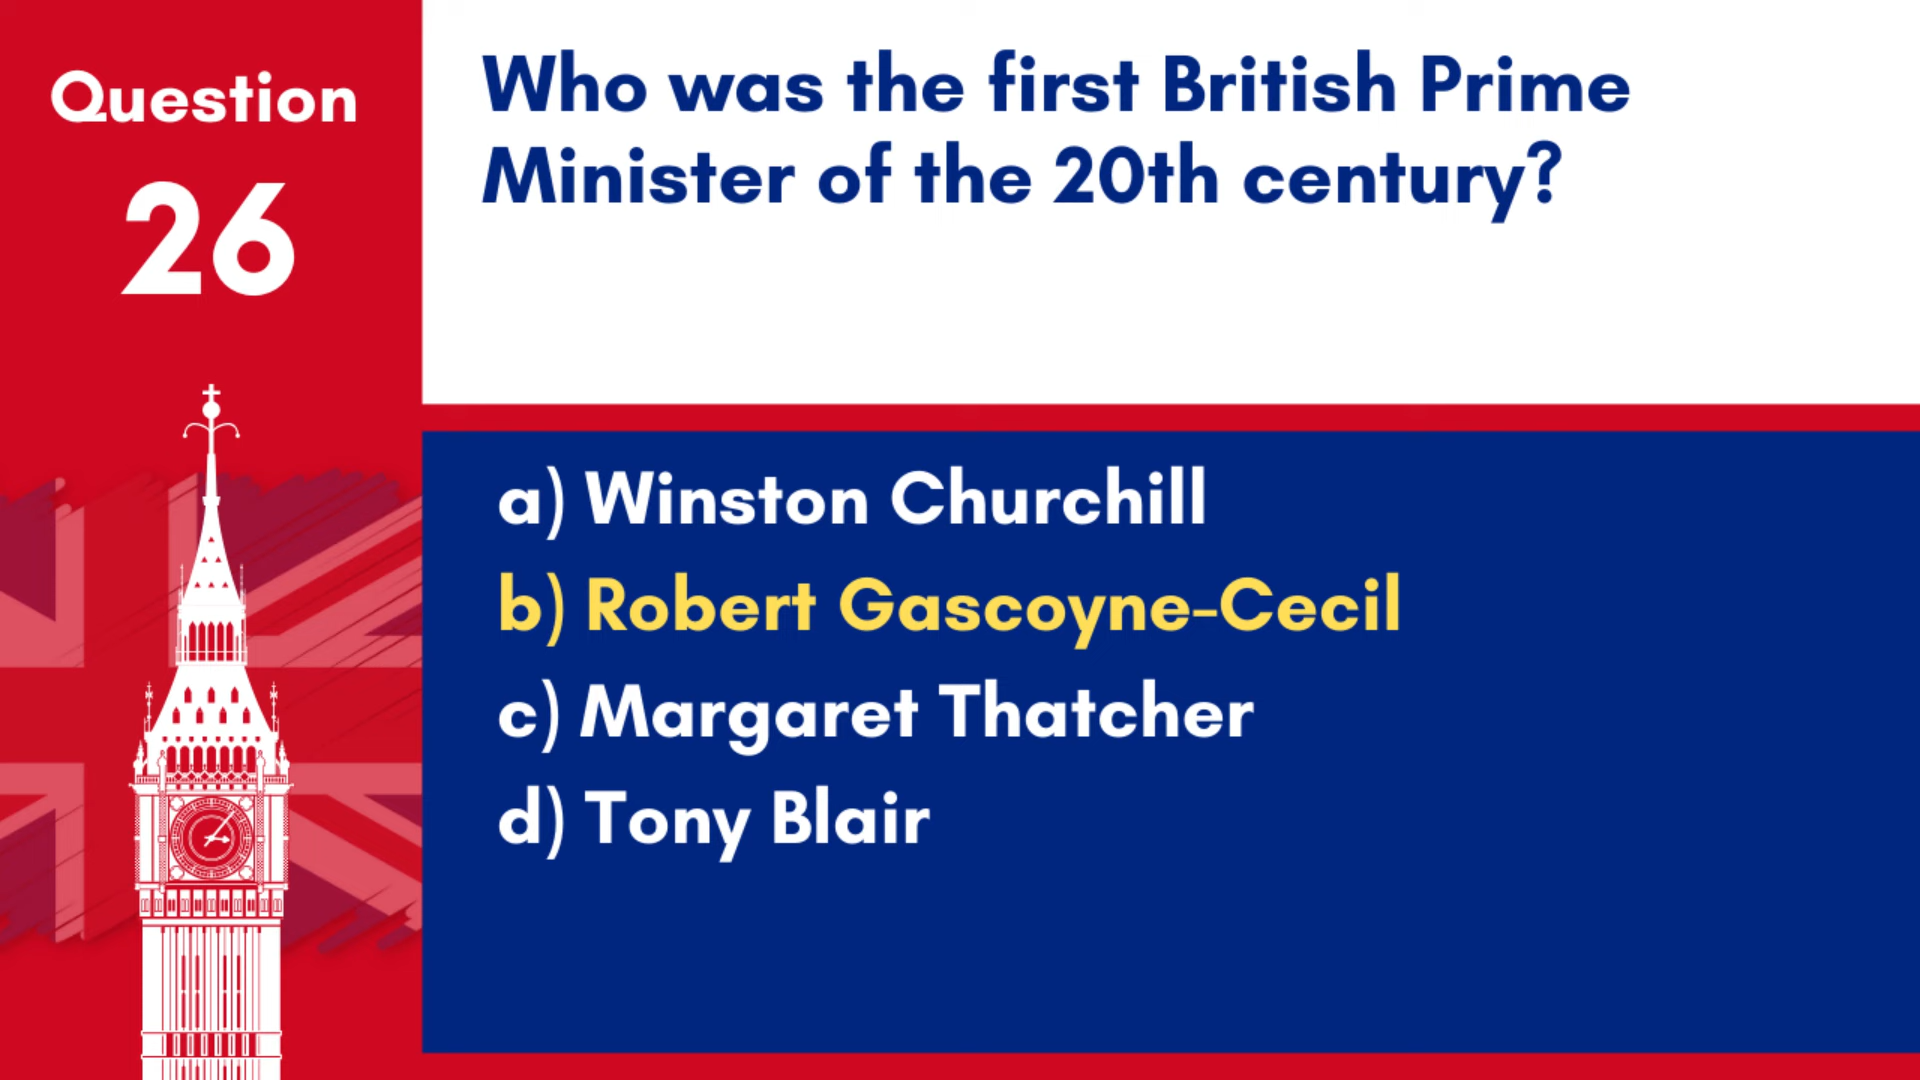 Question
26
Who was the first British Prime
Minister of the 20th century?
a) Winston Churchill
b) Robert Gascoyne-Cecil
c) Margaret Thatcher
d) Tony Blair